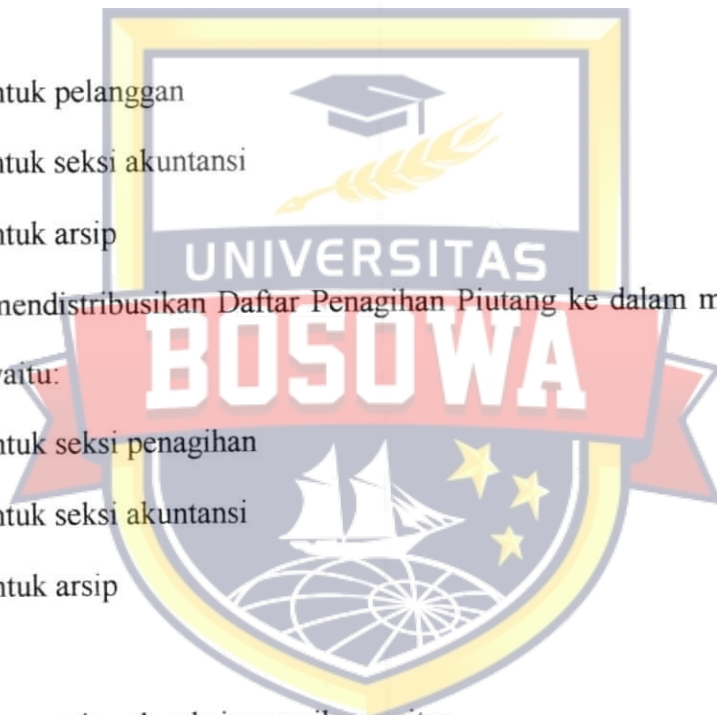 ntuk pelanggan
ntuk seksi akuntansi
ntuk arsip
UNIVERSITAS
mendistribusikan Daftar Penagihan Piutang ke dalam m
BOSOWA
yaitu:
ntuk seksi penagihan
ntuk seksi akuntansi
ntuk arsip